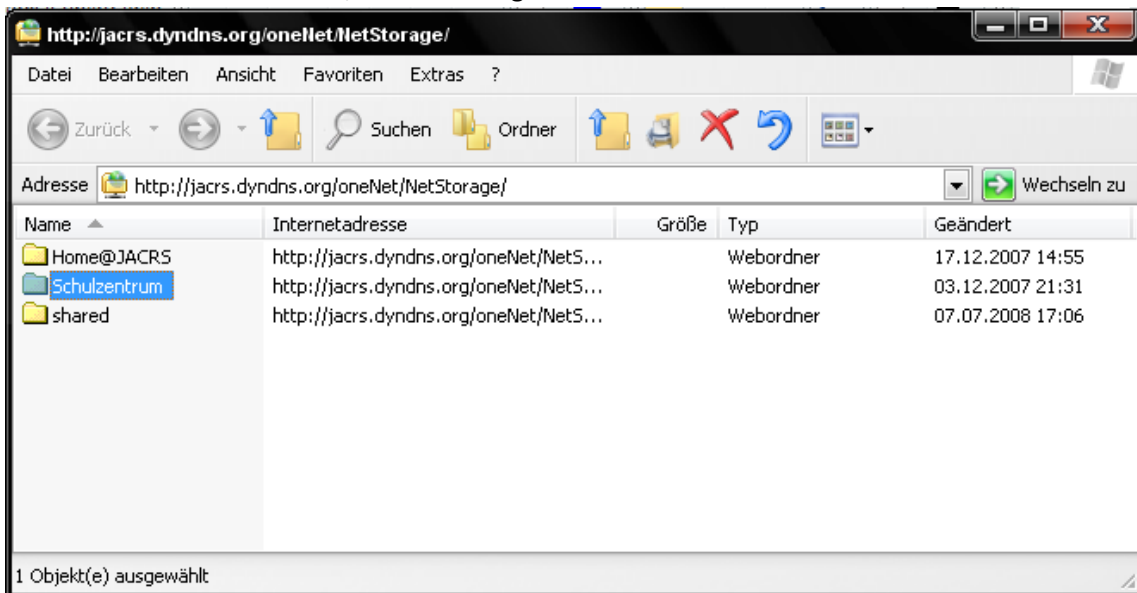 http://jacrs.dyndns.org/oneNet/NetStorage/
Datei Bearbeiten Ansicht Favoriten Extras ?
Zurück Suchen Ordner
Adresse http://jacrs.dyndns.org/oneNet/NetStorage/ Wechseln zu
Name Internetadresse Größe Typ Geändert
Home@JACRS http://jacrs.dyndns.org/oneNet/NetS... Webordner 17.12.2007 14:55
Schulzentrum http://jacrs.dyndns.org/oneNet/NetS... Webordner 03.12.2007 21:31
shared http://jacrs.dyndns.org/oneNet/NetS... Webordner 07.07.2008 17:06
1 Objekt(e) ausgewählt